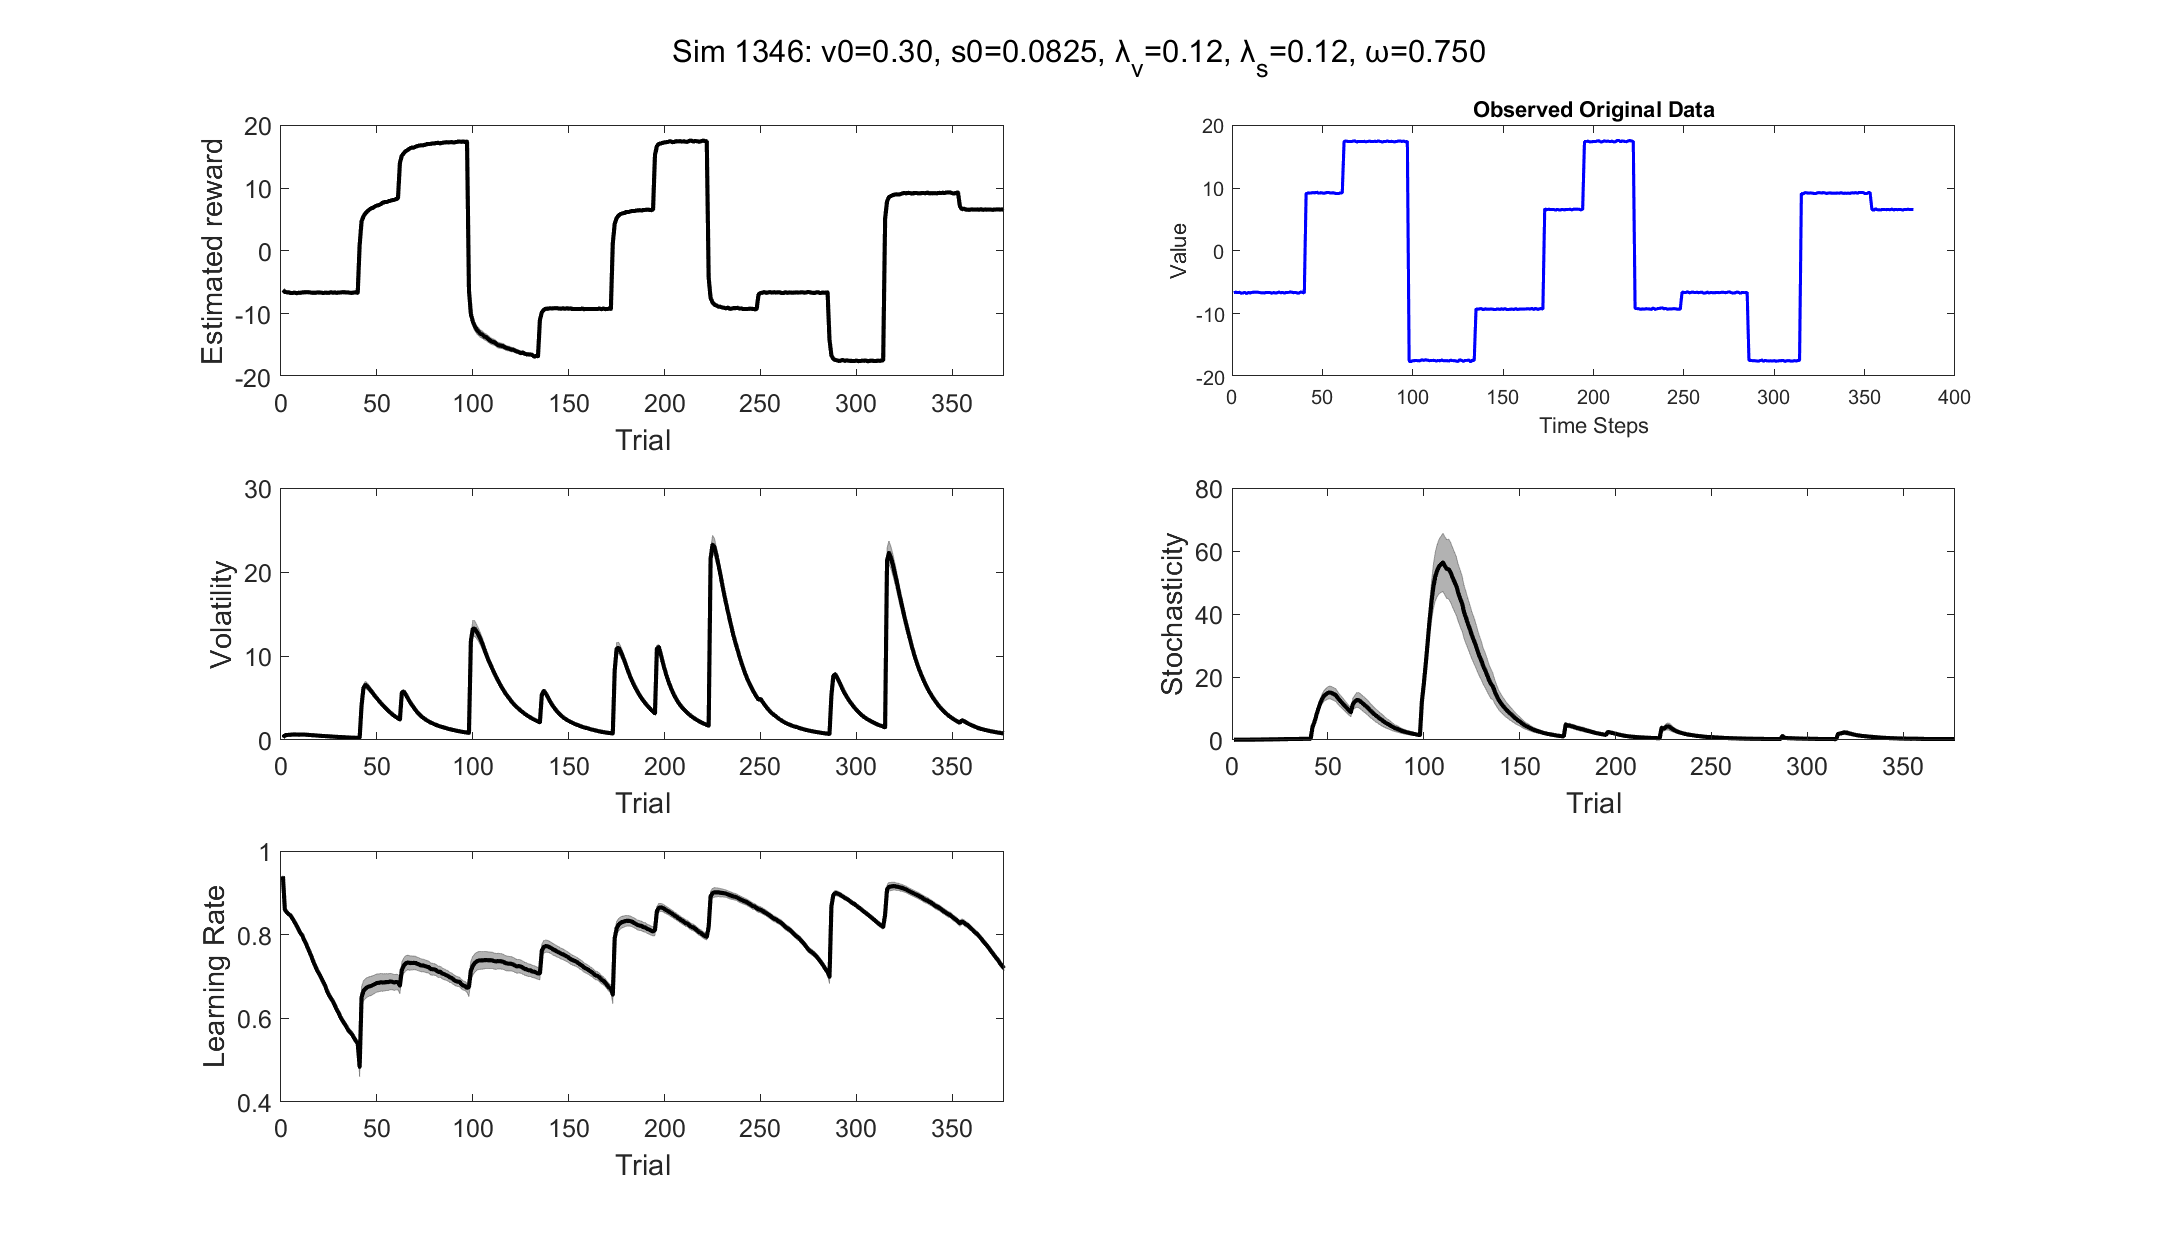 Sim 1346: v0=0.30, s0=0.0825, λ_v=0.12, λ_s=0.12, ω=0.750
Estimated reward
20
10
0
-10
-20
0 50 100 150 200 250 300 350
Trial
Observed Original Data
Value
20
10
0
-10
-20
0 50 100 150 200 250 300 350 400
Time Steps
Volatility
30
20
10
0
0 50 100 150 200 250 300 350
Trial
Stochasticity
80
60
40
20
0
0 50 100 150 200 250 300 350
Trial
Learning Rate
1
0.8
0.6
0.4
0 50 100 150 200 250 300 350
Trial